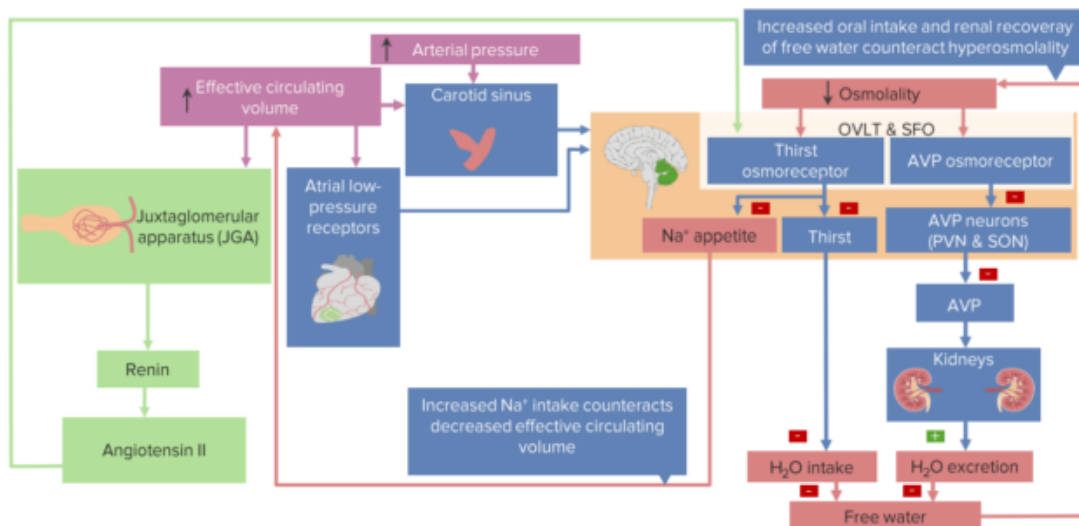 Increased oral intake and renal recoveray
of free water counteract hyperosmolality
↑ Arterial pressure
↑ Effective circulating
volume
Carotid sinus
↓ Osmolality
OVLT & SFO
Thirst
osmoreceptor
AVP osmoreceptor
Juxtaglomerular
apparatus (JGA)
Atrial low-
pressure
receptors
-
-
-
Na⁺ appetite
Thirst
AVP neurons
(PVN & SON)
-
AVP
Renin
Kidneys
Increased Na⁺ intake counteracts
decreased effective circulating
volume
Angiotensin II
-
+
H₂O intake
H₂O excretion
-
-
Free water